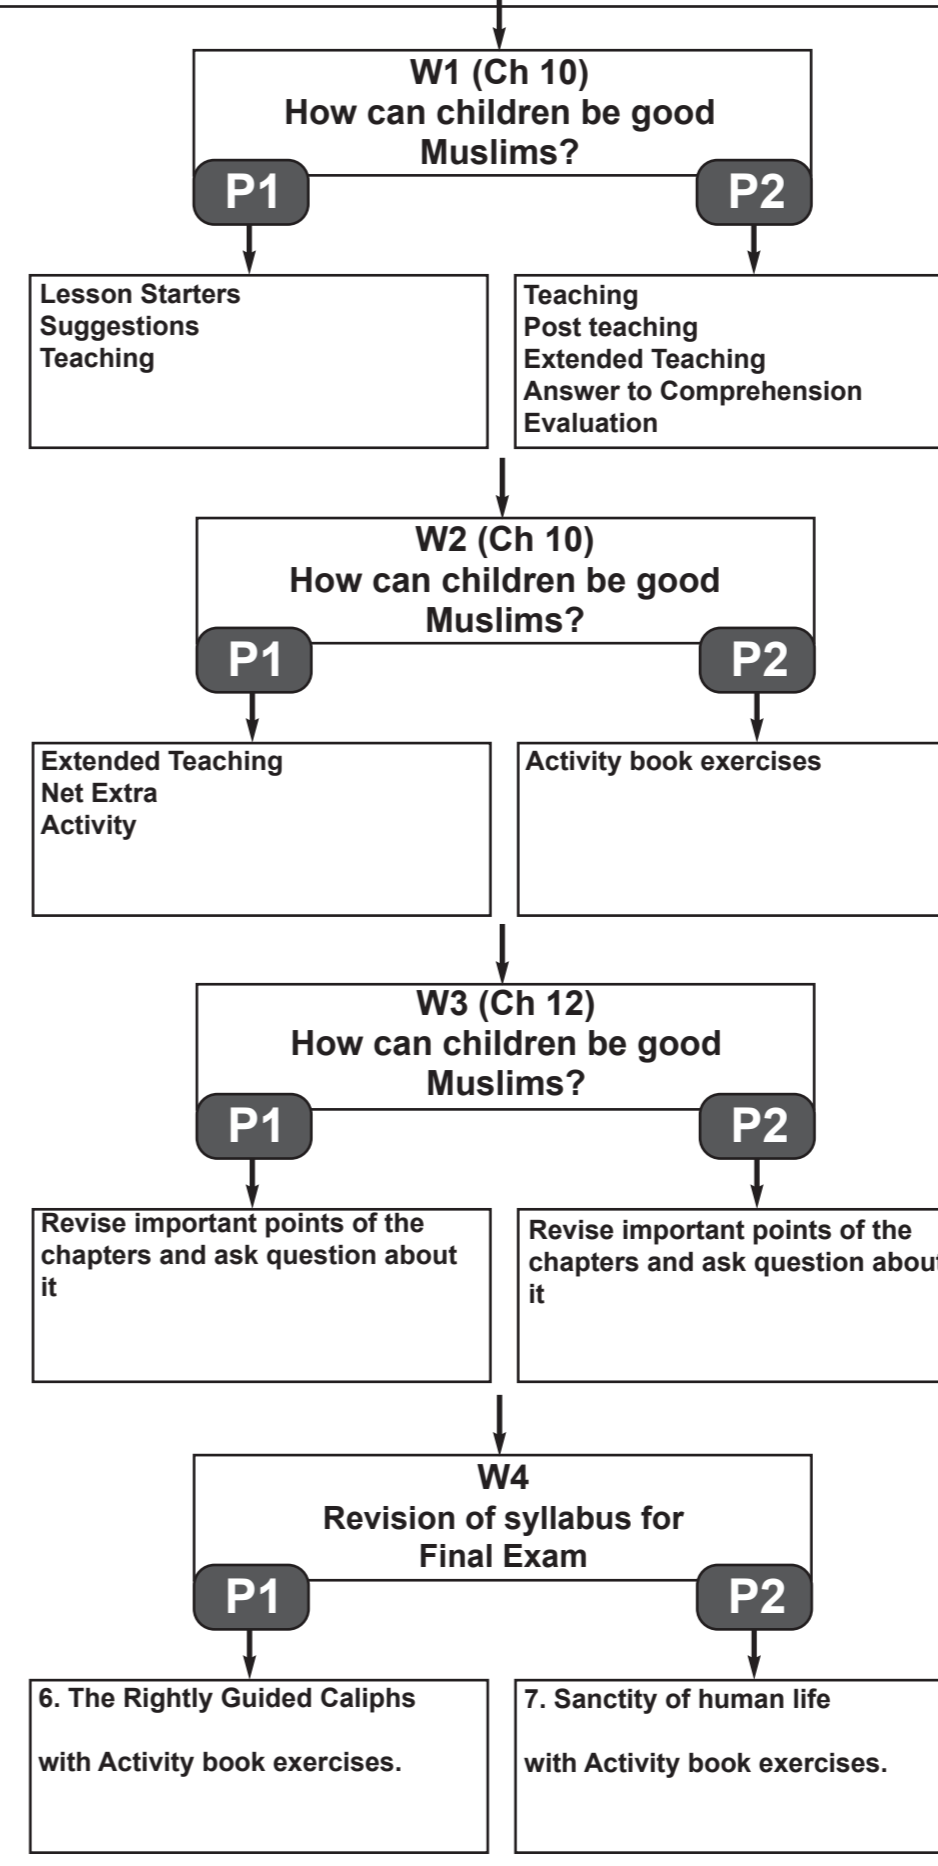 W1 (Ch 10)
How can children be good
Muslims?
P1
P2
Lesson Starters
Suggestions
Teaching
Teaching
Post teaching
Extended Teaching
Answer to Comprehension
Evaluation
W2 (Ch 10)
How can children be good
Muslims?
P1
P2
Extended Teaching
Net Extra
Activity
Activity book exercises
W3 (Ch 12)
How can children be good
Muslims?
P1
P2
Revise important points of the
chapters and ask question about
it
Revise important points of the
chapters and ask question about
it
W4
Revision of syllabus for
Final Exam
P1
P2
6. The Rightly Guided Caliphs
with Activity book exercises.
7. Sanctity of human life
with Activity book exercises.